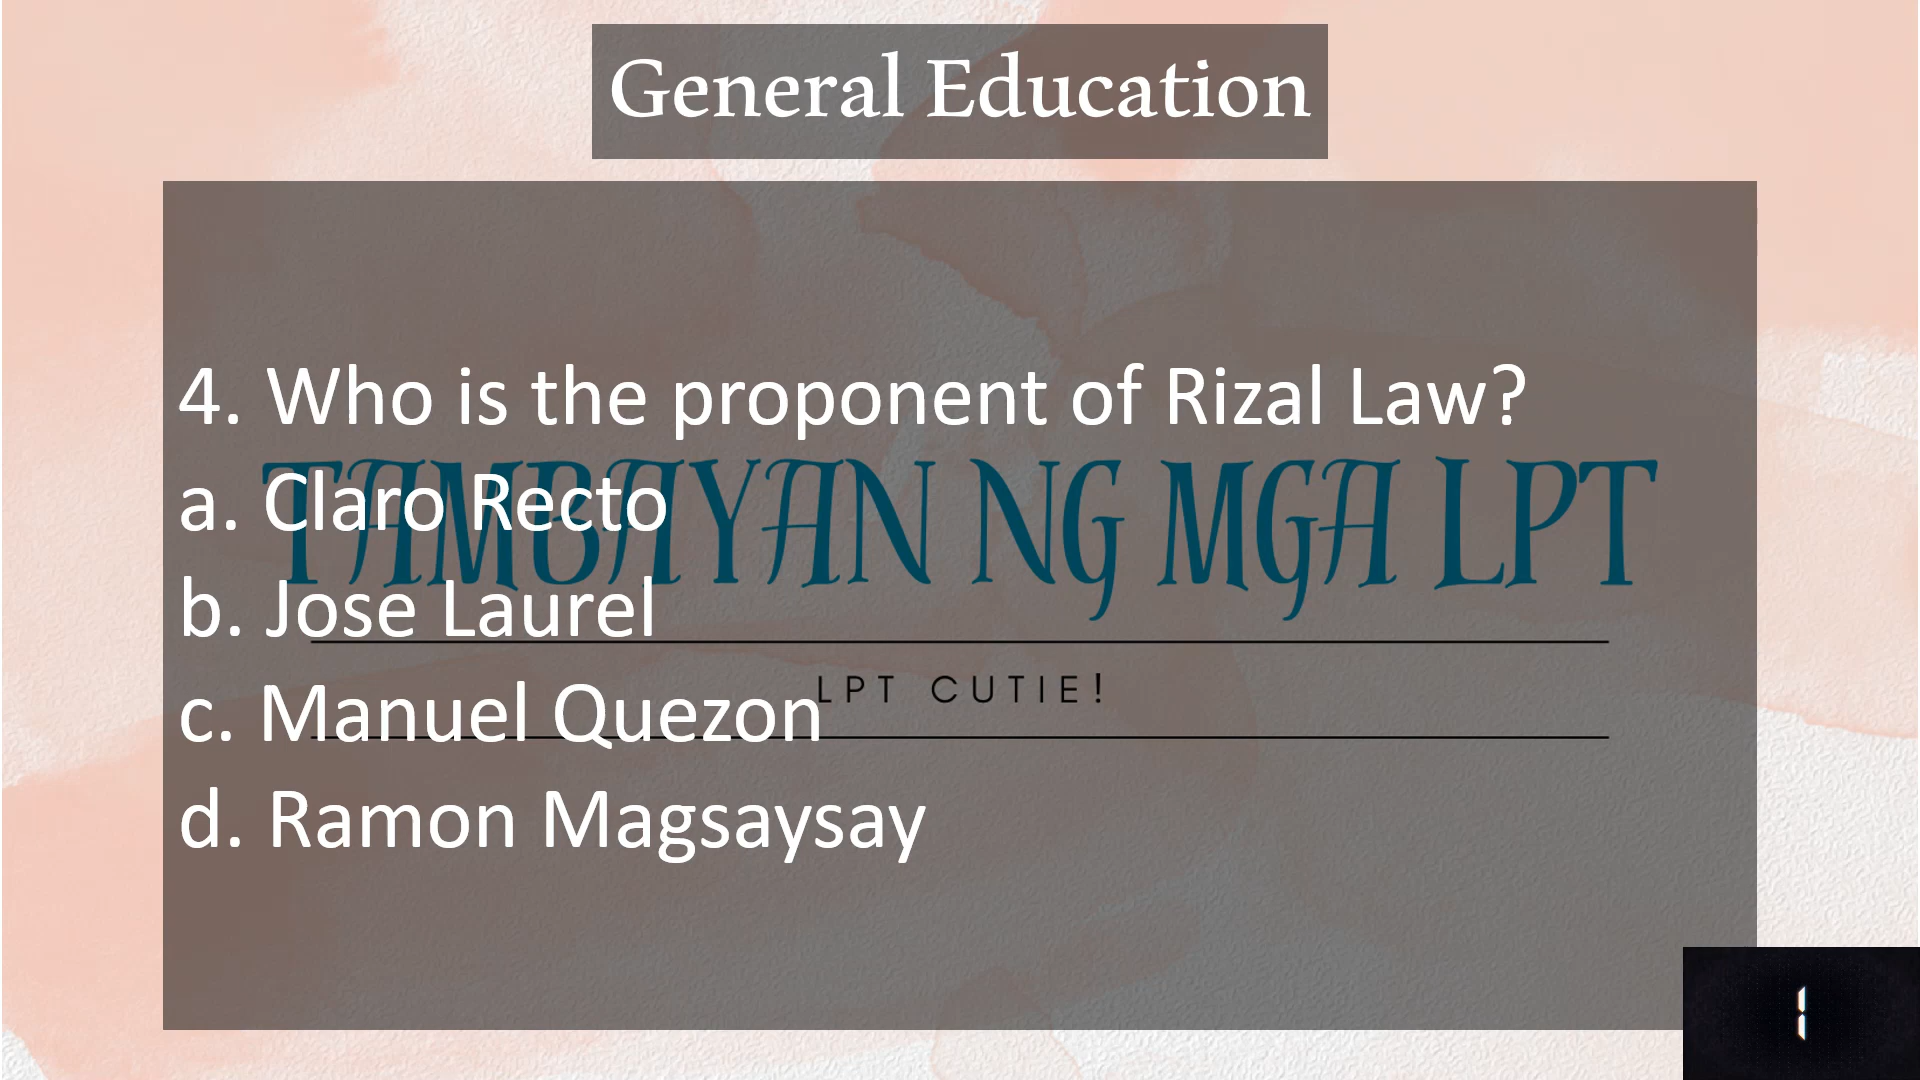 General Education
4. Who is the proponent of Rizal Law?
a. Claro Recto
b. Jose Laurel
c. Manuel Quezon
d. Ramon Magsaysay
TAMBAYAN NG MGA LPT
LPT CUTIE!
1